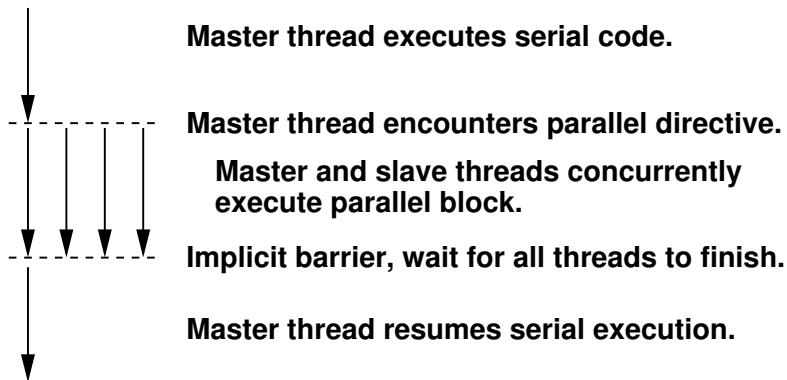 Master thread executes serial code.
Master thread encounters parallel directive.
Master and slave threads concurrently
execute parallel block.
Implicit barrier, wait for all threads to finish.
Master thread resumes serial execution.